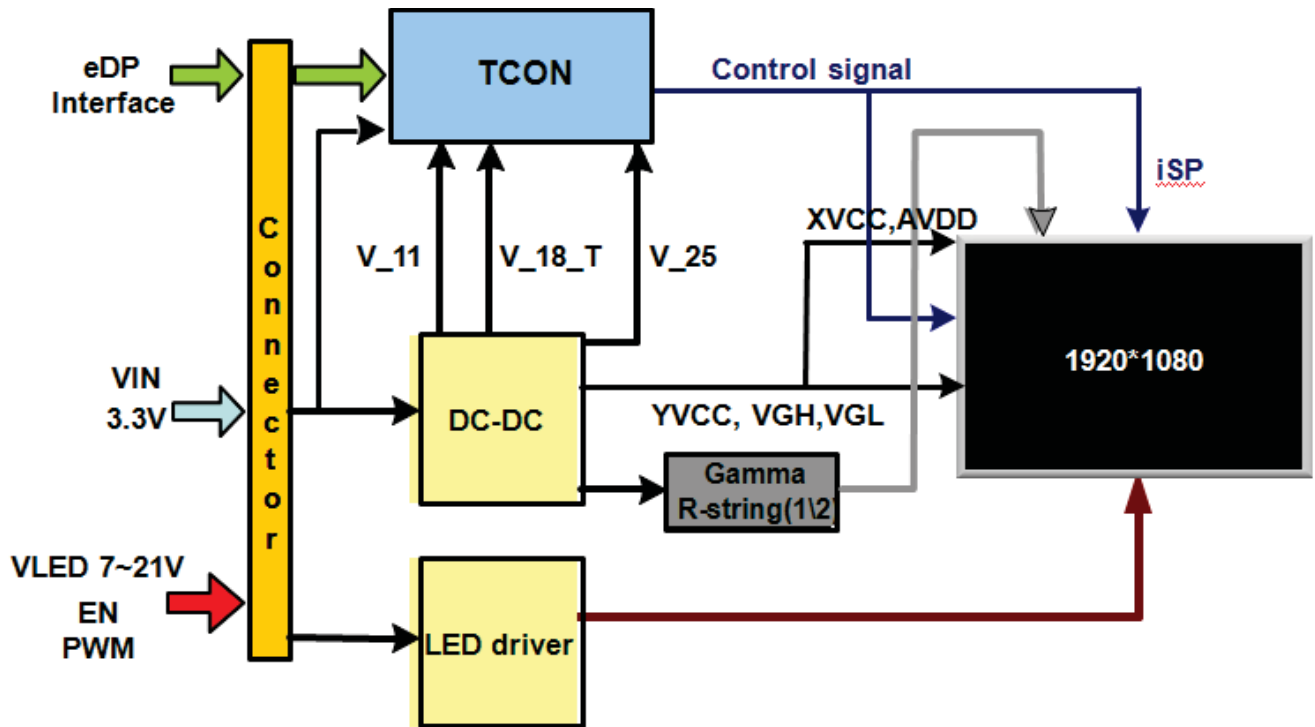 eDP
Interface
TCON
Control signal
iSP
Connector
XVCC,AVDD
V_11
V_18_T
V_25
1920*1080
VIN
3.3V
DC-DC
YVCC, VGH,VGL
Gamma
R-string(1\2)
VLED 7~21V
EN
PWM
LED driver